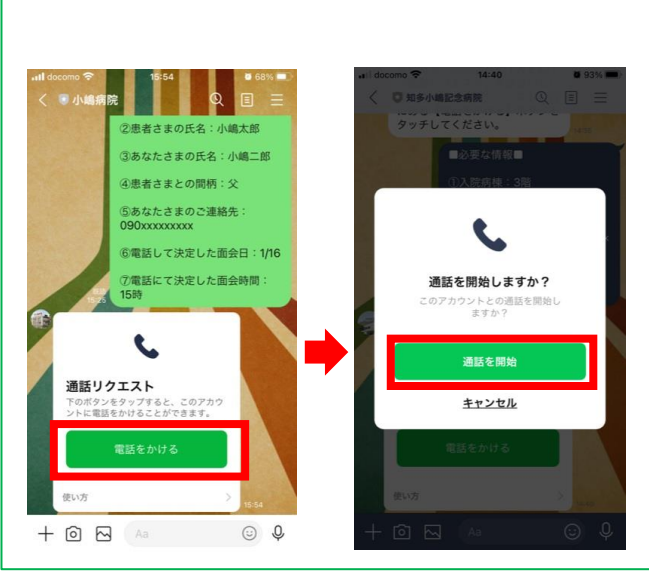 docomo 15:54 68%
小嶋病院
②患者さまの氏名：小嶋太郎
③あなたさまの氏名：小嶋二郎
④患者さまとの間柄：父
⑤あなたさまのご連絡先：
090xxxxxxxxx
⑥電話して決定した面会日：1/16
⑦電話にて決定した面会時間：
15時
既読
15:25
通話リクエスト
下のボタンをタップすると、このアカウ
ントに電話をかけることができます。
電話をかける
使い方
15:54
Aa
docomo 14:40 93%
知多小嶋記念病院
タッチしてください。
■必要な情報■
①入院病棟：3階
通話を開始しますか？
このアカウントとの通話を開始し
ますか？
通話を開始
キャンセル
電話をかける
使い方
Aa